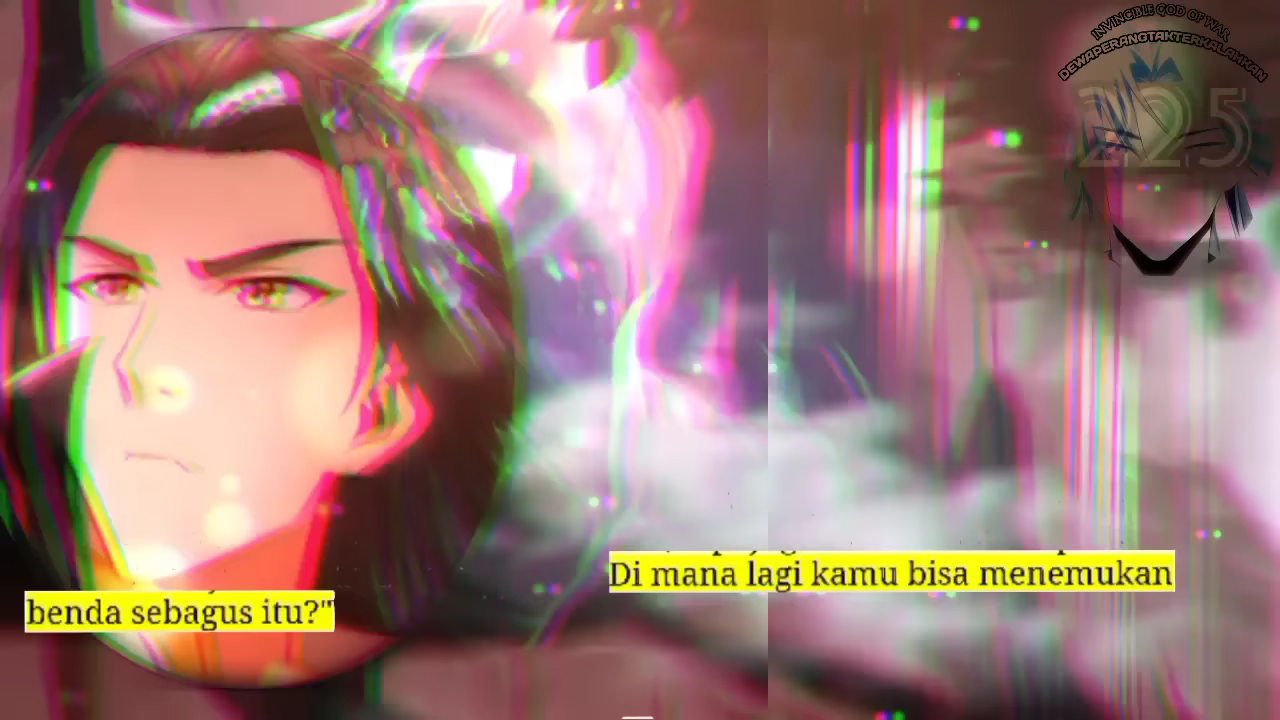 INVINCIBLE GOD OF WAR
DEWAPERANGTAKTERKALAHKAN
225
Di mana lagi kamu bisa menemukan
benda sebagus itu?"